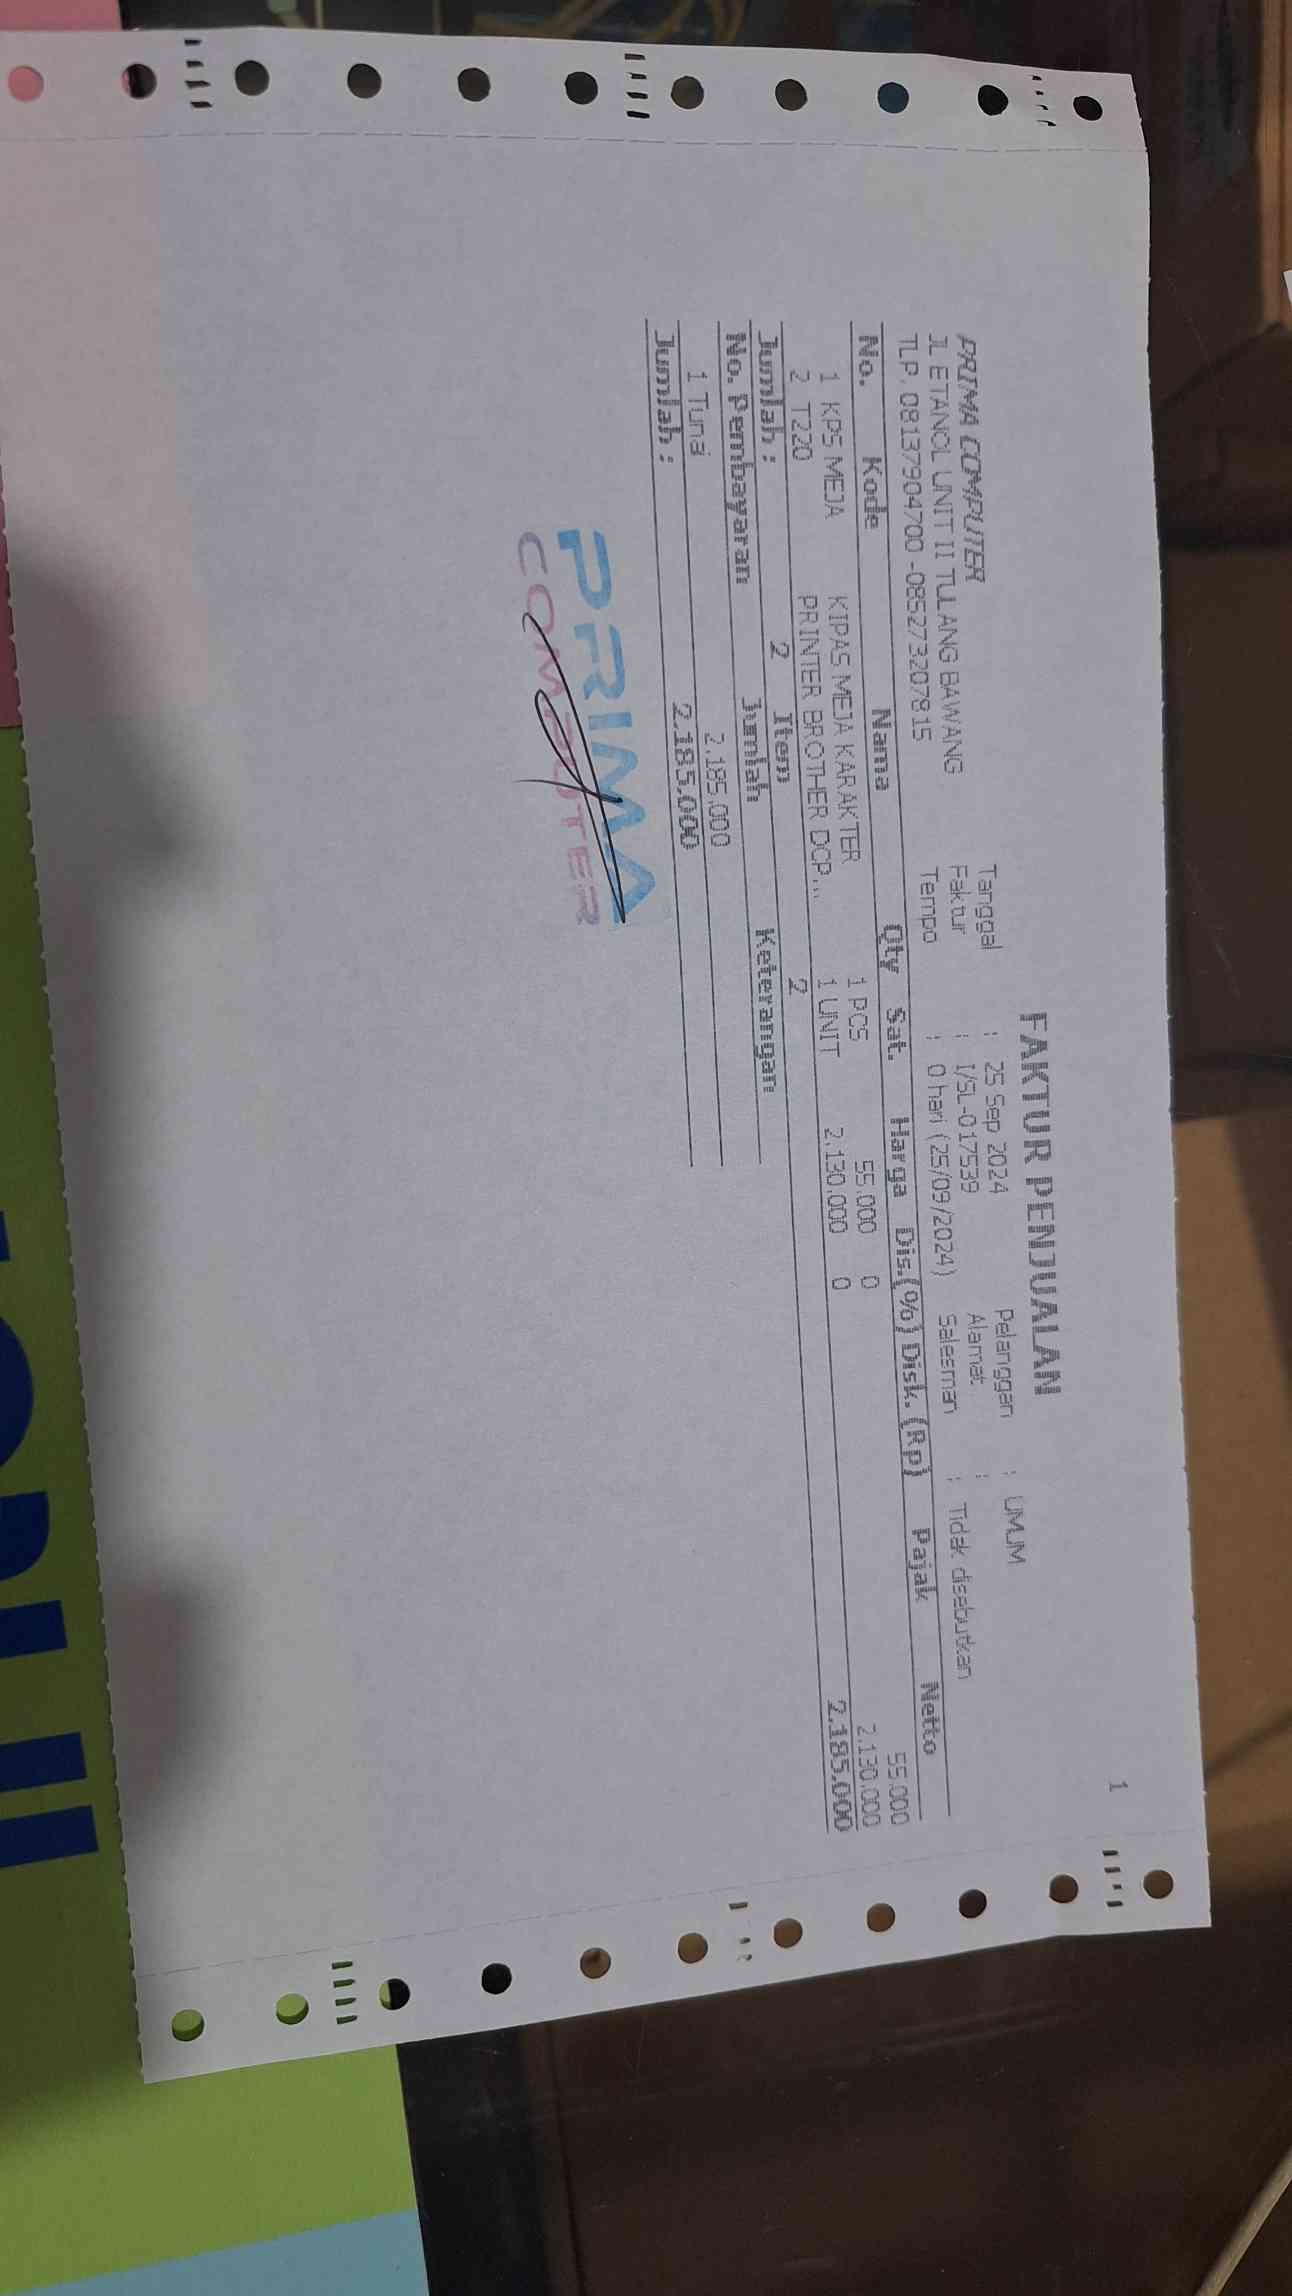 1
FAKTUR PENJUALAN
PRIMA COMPUTER
JL ETANOL UNIT II TULANG BAWANG
TLP. 081379047​00 -085273207815
Tanggal : 25 Sep 2024 Pelanggan : UMUM
Faktur : I/SL-017539 Alamat :
Tempo : 0 hari (25/09/2024) Salesman : Tidak disebutkan
No. Kode Nama Qty Sat. Harga Dis.(%) Disk. (Rp) Pajak Netto
1 KPS MEJA KIPAS MEJA KARAKTER 1 PCS 55.000 0 55.000
2 T220 PRINTER BROTHER DCP... 1 UNIT 2.130.000 0 2.130.000
Jumlah : 2 Item 2 2.185.000
No. Pembayaran Jumlah Keterangan
1 Tunai 2.185.000
Jumlah : 2.185.000
PRIMA
COMPUTER